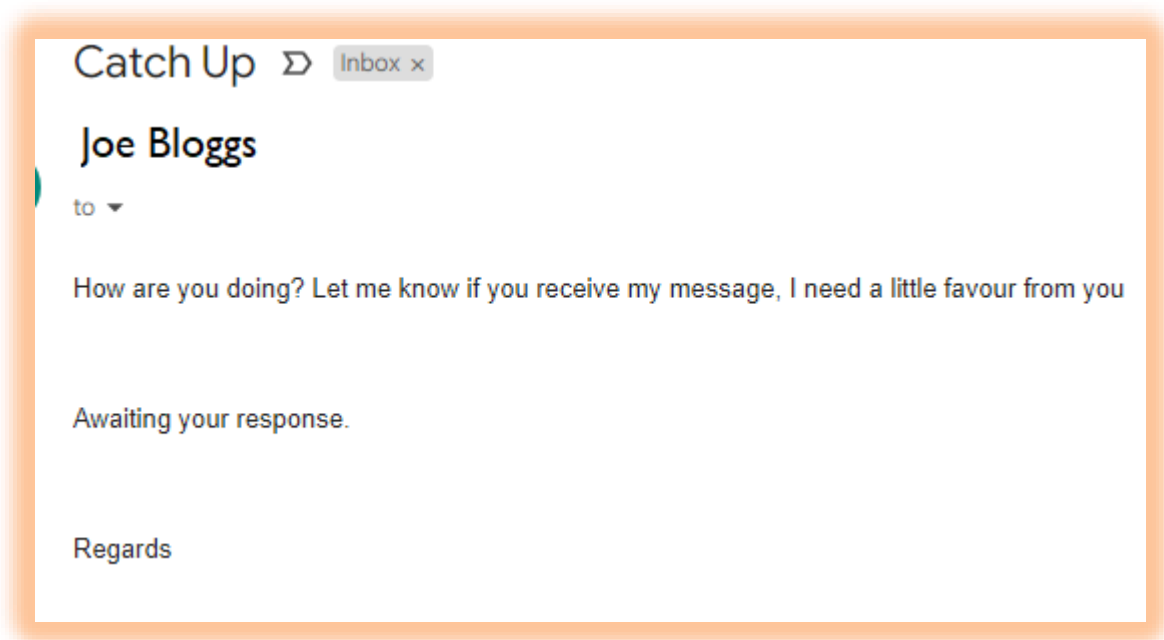 Catch Up Inbox x
Joe Bloggs
to
How are you doing? Let me know if you receive my message, I need a little favour from you
Awaiting your response.
Regards